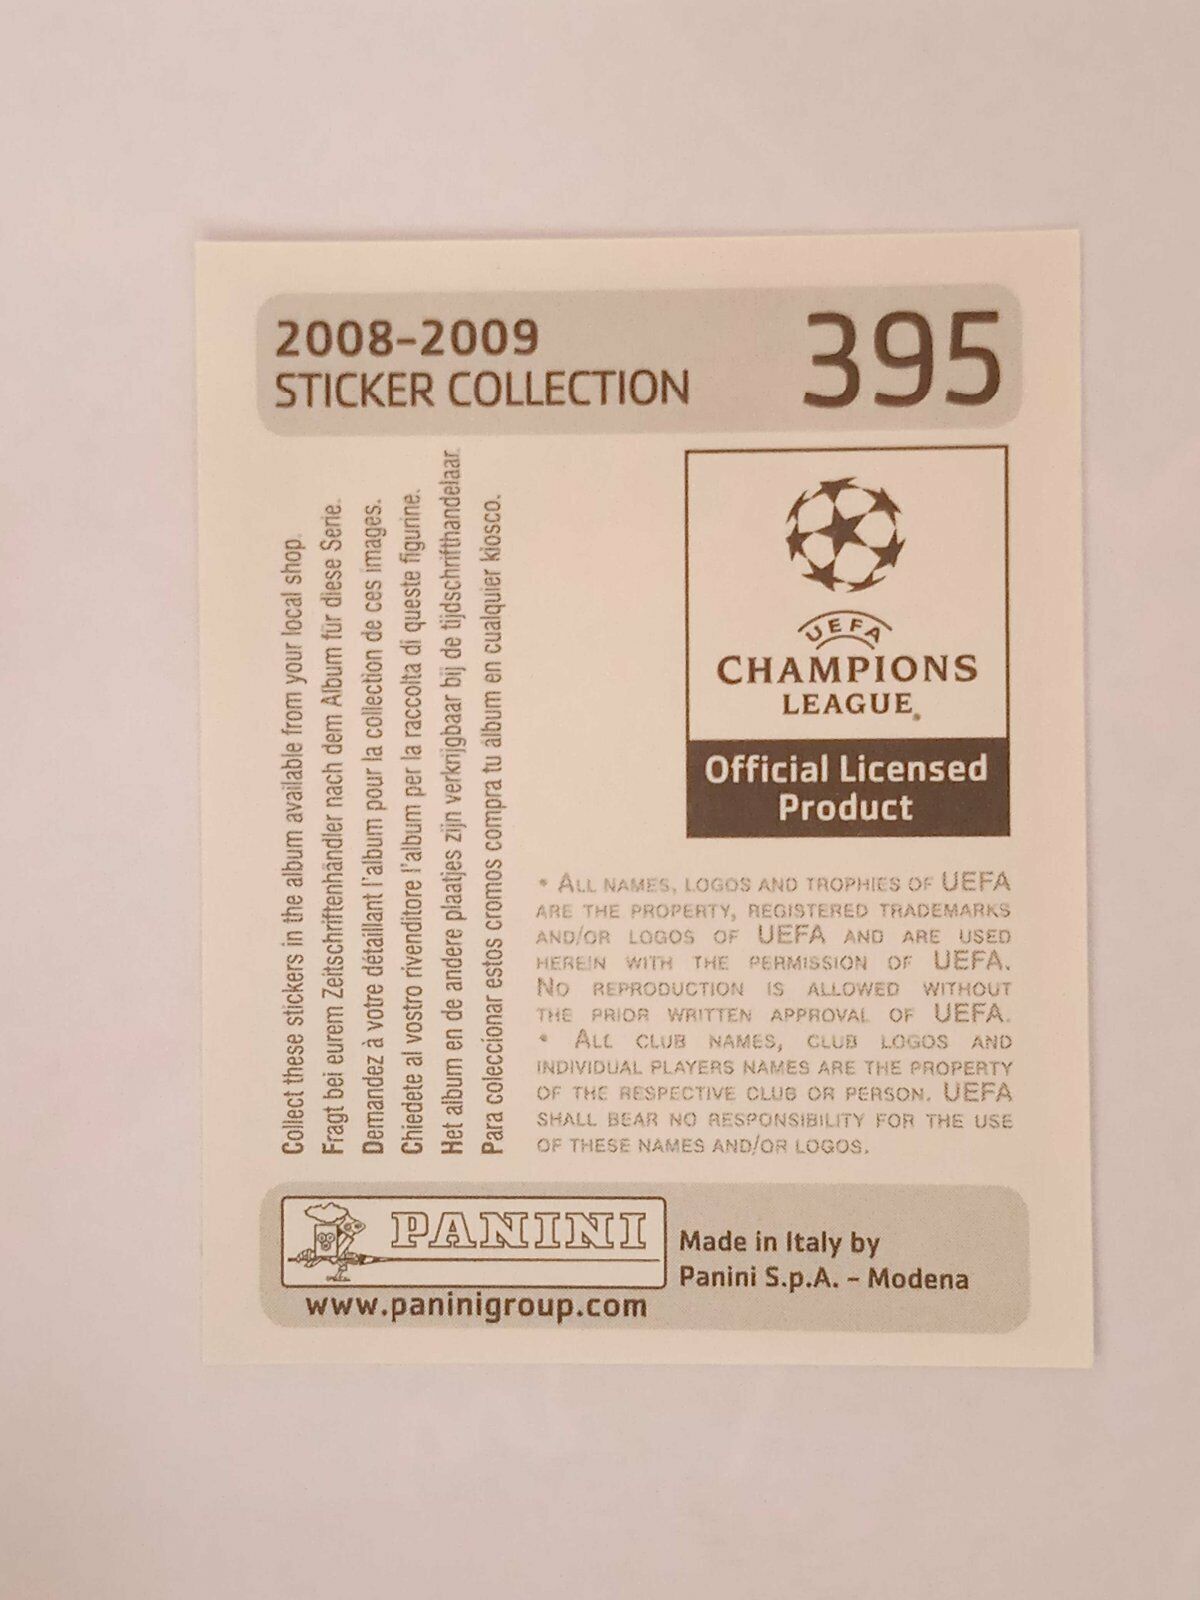 2008-2009
STICKER COLLECTION
395
Collect these stickers in the album available from your local shop.
Fragt bei eurem Zeitschriftenhändler nach dem Album für diese Serie.
Demandez à votre détaillant l'album pour la collection de ces images.
Chiedete al vostro rivenditore l'album per la raccolta di queste figurine.
Het album en de andere plaatjes zijn verkrijgbaar bij de tijdschrifthandelaar.
Para coleccionar estos cromos compra tu álbum en cualquier kiosco.
UEFA
CHAMPIONS
LEAGUE®
Official Licensed
Product
• ALL NAMES, LOGOS AND TROPHIES OF UEFA
ARE THE PROPERTY, REGISTERED TRADEMARKS
AND/OR LOGOS OF UEFA AND ARE USED
HEREIN WITH THE PERMISSION OF UEFA.
NO REPRODUCTION IS ALLOWED WITHOUT
THE PRIOR WRITTEN APPROVAL OF UEFA.
• ALL CLUB NAMES, CLUB LOGOS AND
INDIVIDUAL PLAYERS NAMES ARE THE PROPERTY
OF THE RESPECTIVE CLUB OR PERSON. UEFA
SHALL BEAR NO RESPONSIBILITY FOR THE USE
OF THESE NAMES AND/OR LOGOS.
PANINI
www.paninigroup.com
Made in Italy by
Panini S.p.A. - Modena